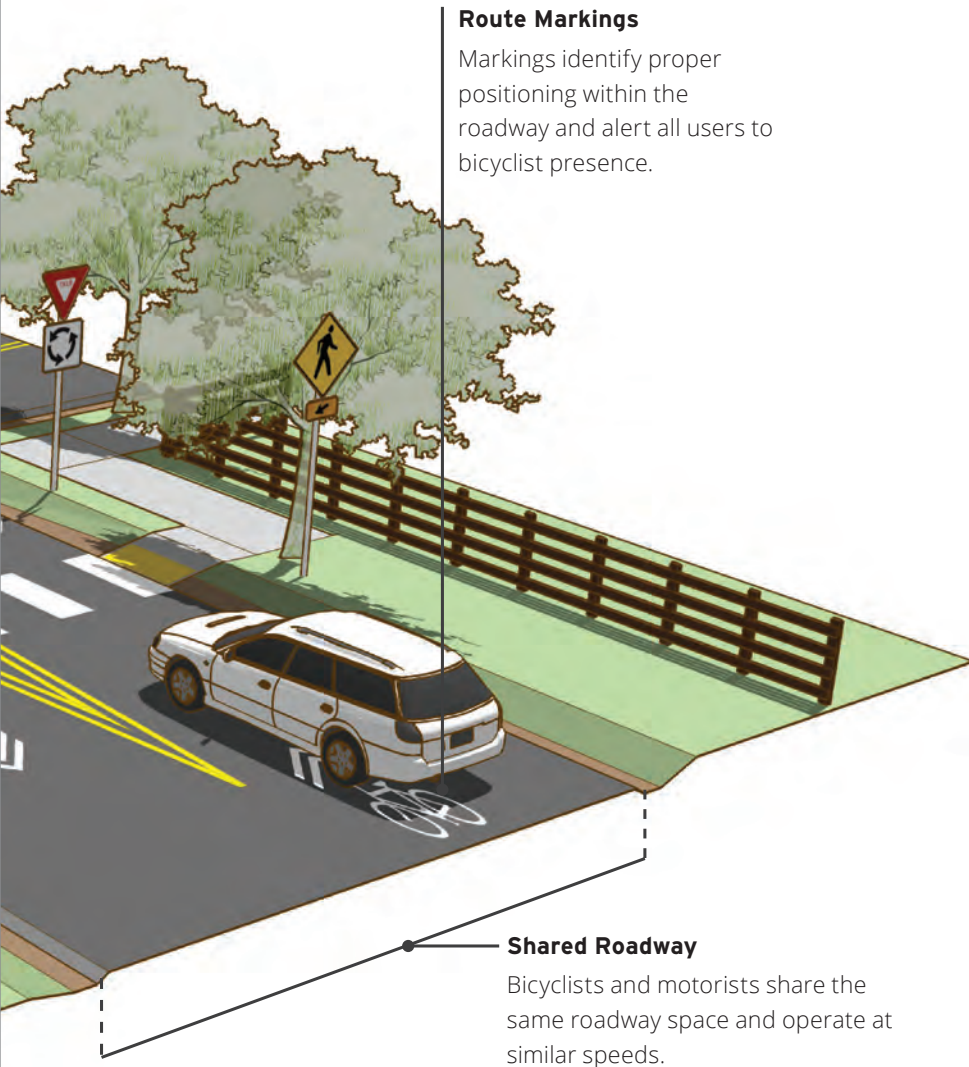 Route Markings
Markings identify proper
positioning within the
roadway and alert all users to
bicyclist presence.
YIELD
Shared Roadway
Bicyclists and motorists share the
same roadway space and operate at
similar speeds.